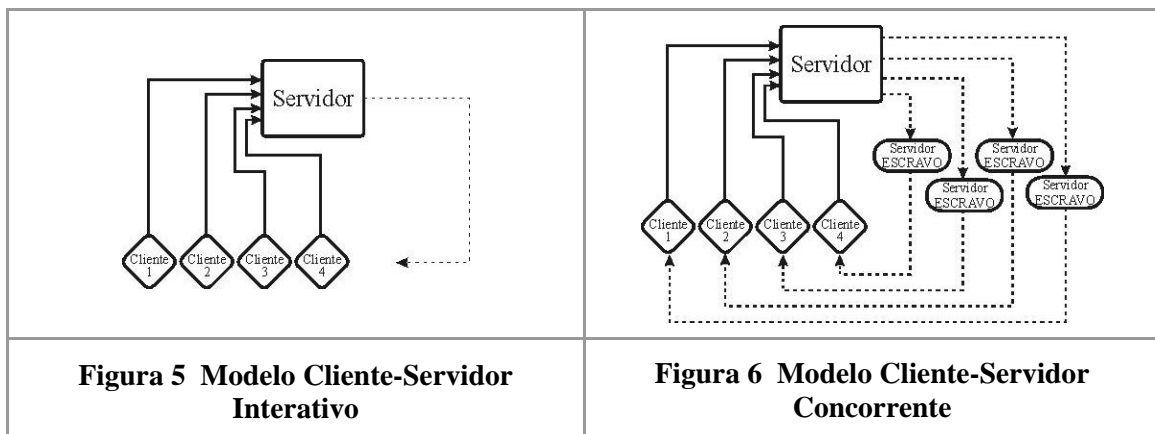 Servidor
Cliente
1
Cliente
2
Cliente
3
Cliente
4
Servidor
Servidor
ESCRAVO
Servidor
ESCRAVO
Servidor
ESCRAVO
Servidor
ESCRAVO
Cliente
1
Cliente
2
Cliente
3
Cliente
4
Figura 5 Modelo Cliente-Servidor
Interativo
Figura 6 Modelo Cliente-Servidor
Concorrente